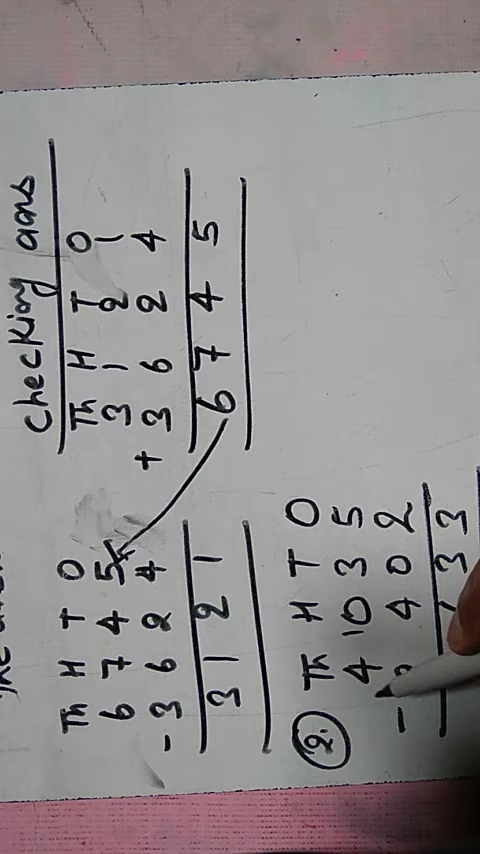 Checking ans
Th H T O
6 7 4 5
- 3 6 2 4
3 1 2 1
Th H T O
3 1 2 1
+ 3 6 2 4
6 7 4 5
2. Th H T O
4 10 3 5
- 4 0 2
3 3